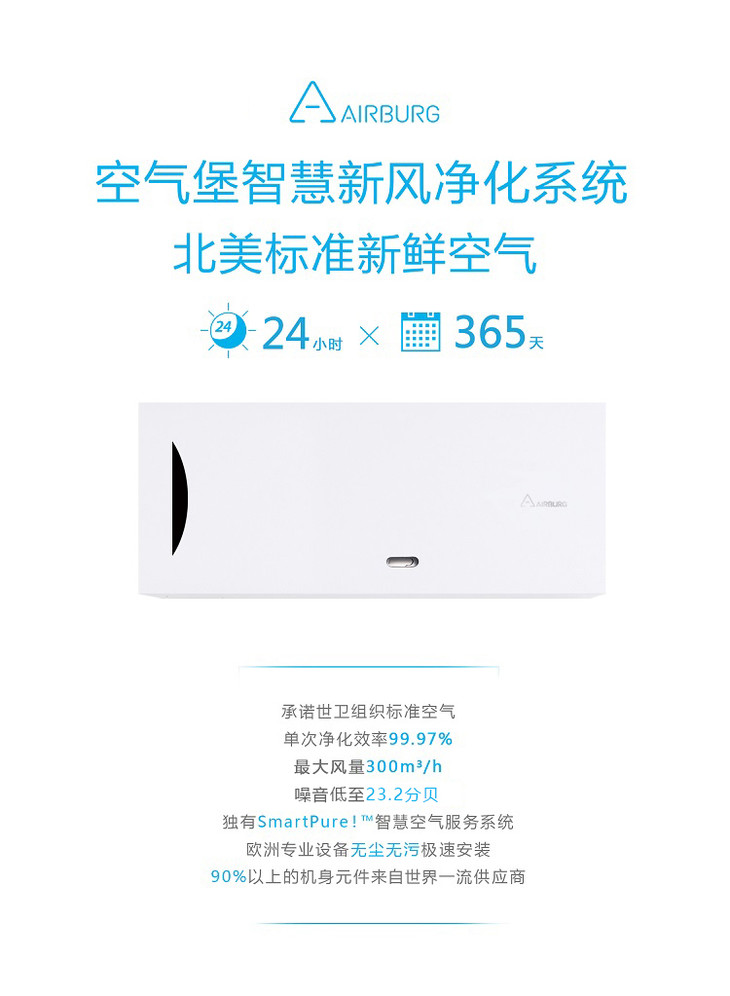 AIRBURG
空气堡智慧新风净化系统
北美标准新鲜空气
24 24小时 × 365天
AIRBURG
承诺世卫组织标准空气
单次净化效率99.97%
最大风量300m³/h
噪音低至23.2分贝
独有SmartPure!™智慧空气服务系统
欧洲专业设备无尘无污极速安装
90%以上的机身元件来自世界一流供应商